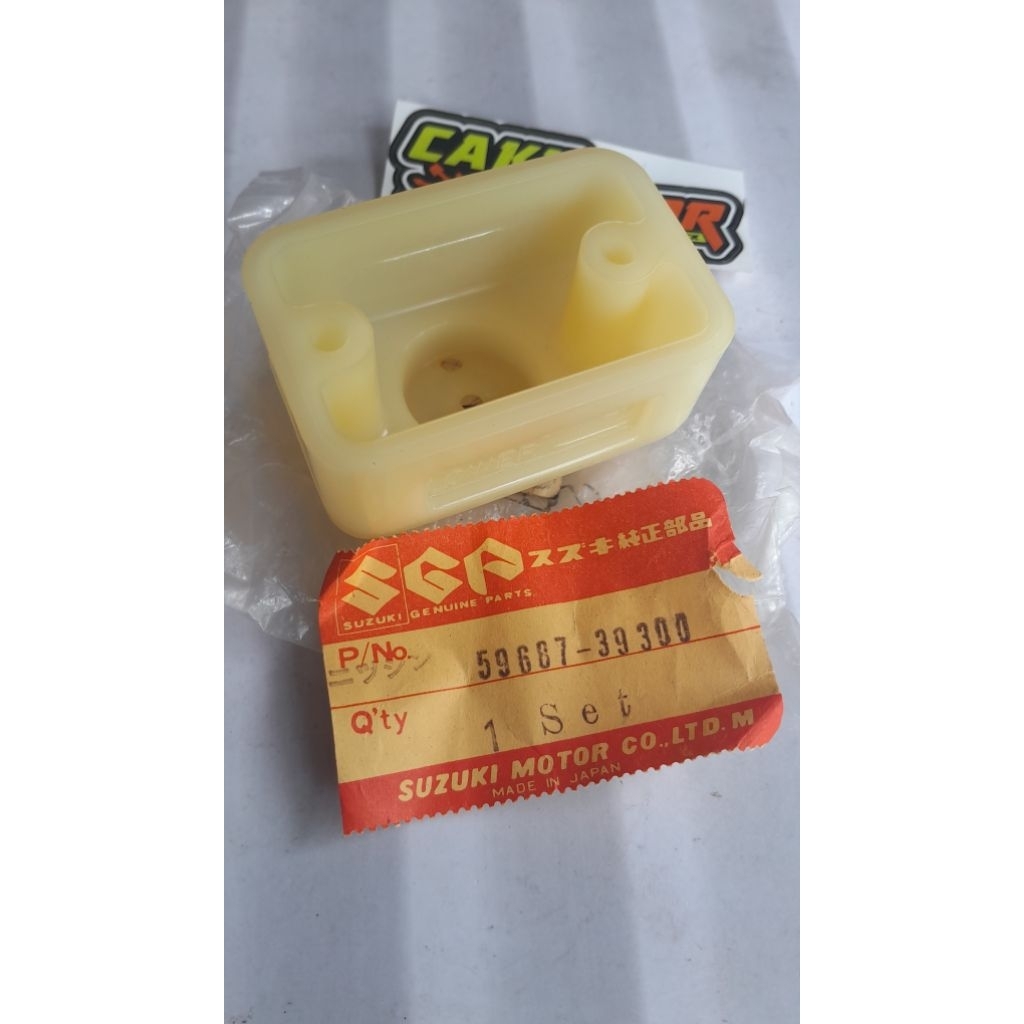 SGP スズキ純正部品
SUZUKI GENUINE PARTS
P/No. 59667-39300
ニッシン
Q'ty 1 Set
SUZUKI MOTOR CO.,LTD. M
MADE IN JAPAN